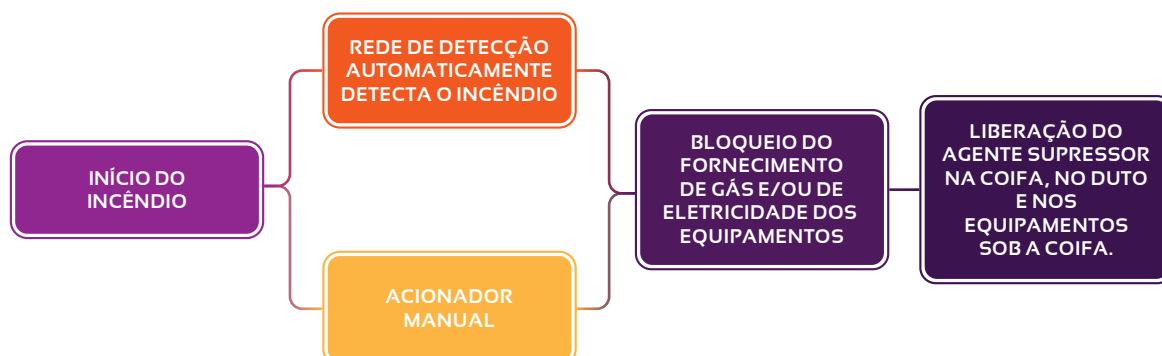 INÍCIO DO
INCÊNDIO
REDE DE DETECÇÃO
AUTOMATICAMENTE
DETECTA O INCÊNDIO
ACIONADOR
MANUAL
BLOQUEIO DO
FORNECIMENTO
DE GÁS E/OU DE
ELETRICIDADE DOS
EQUIPAMENTOS
LIBERAÇÃO DO
AGENTE SUPRESSOR
NA COIFA, NO DUTO
E NOS
EQUIPAMENTOS
SOB A COIFA.